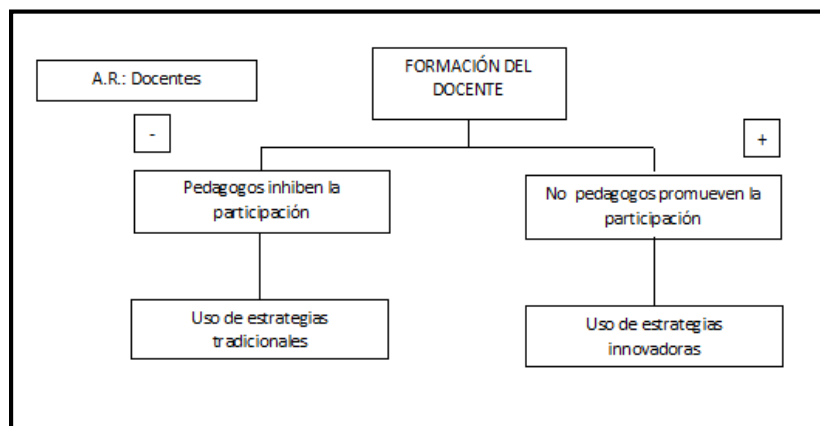 A.R.: Docentes
FORMACIÓN DEL
DOCENTE
-
+
Pedagogos inhiben la
participación
No pedagogos promueven la
participación
Uso de estrategias
tradicionales
Uso de estrategias
innovadoras